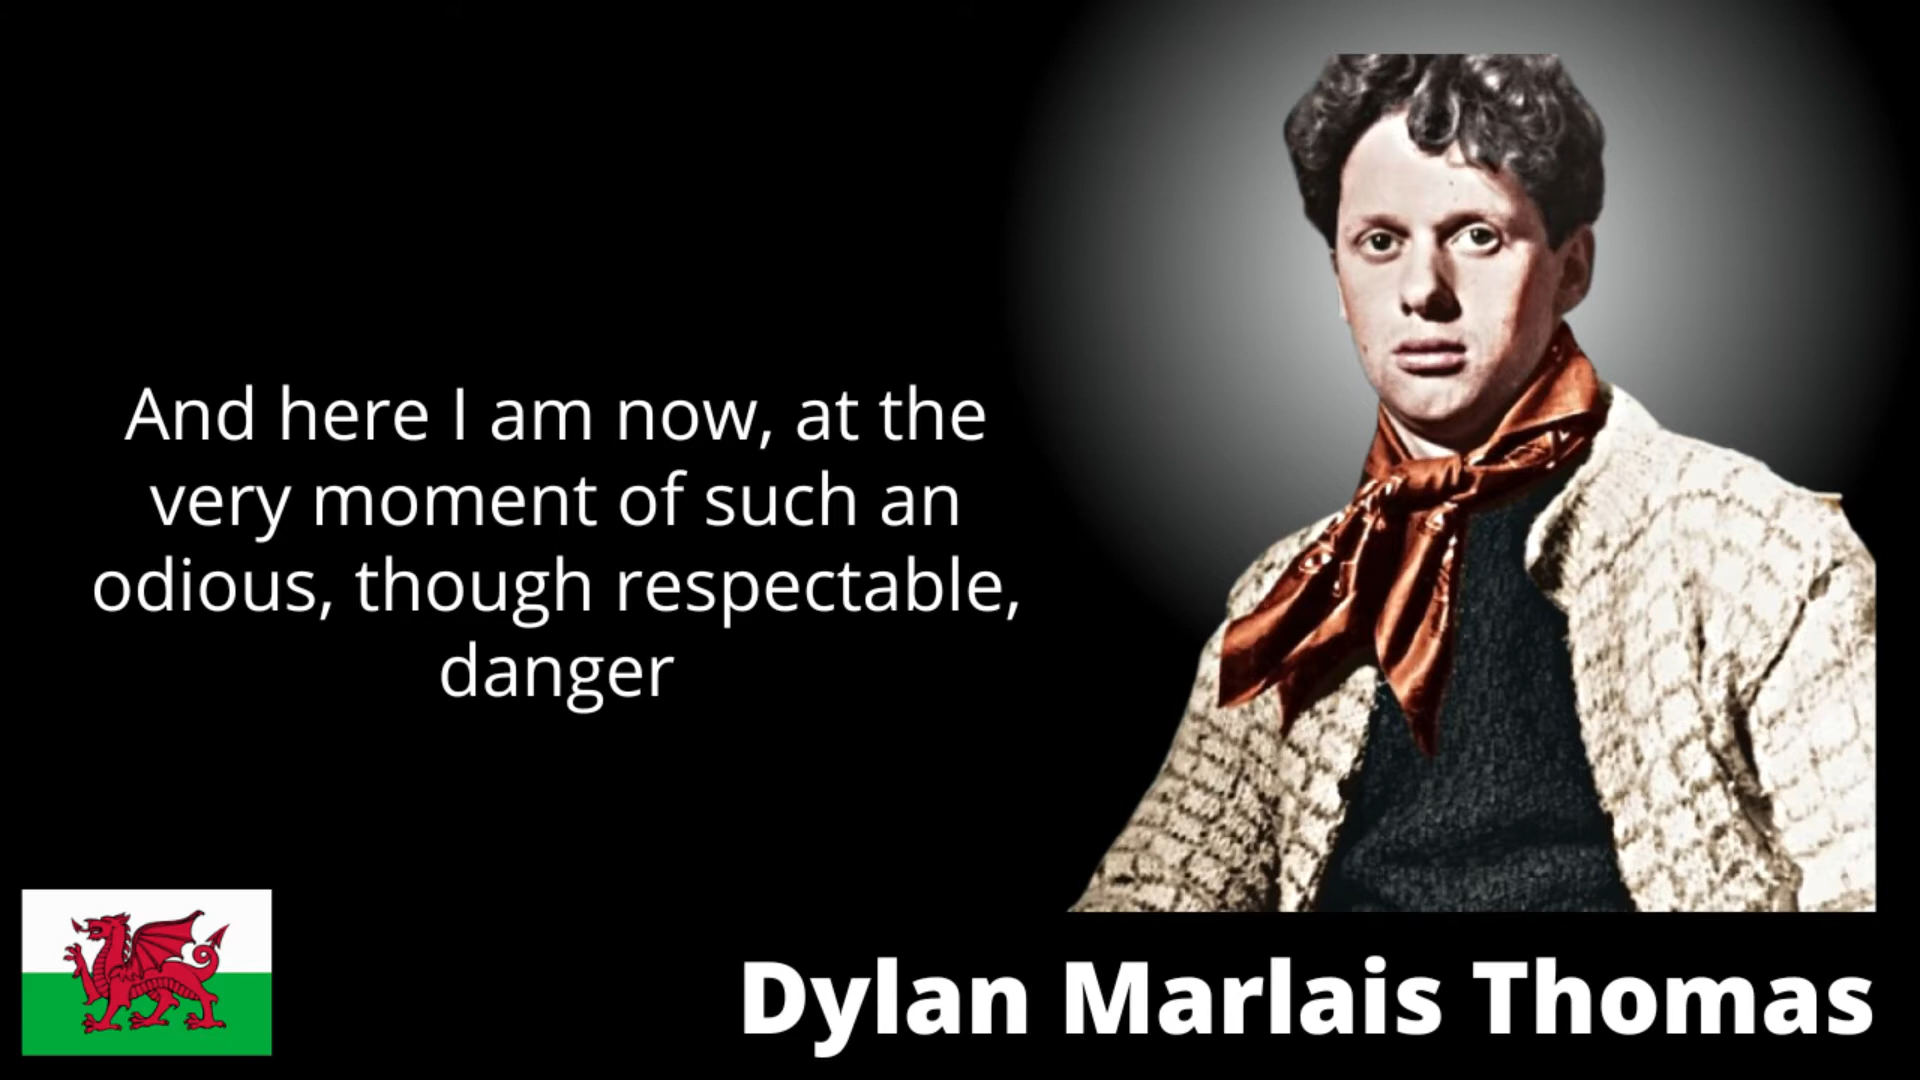 And here I am now, at the
very moment of such an
odious, though respectable,
danger
Dylan Marlais Thomas